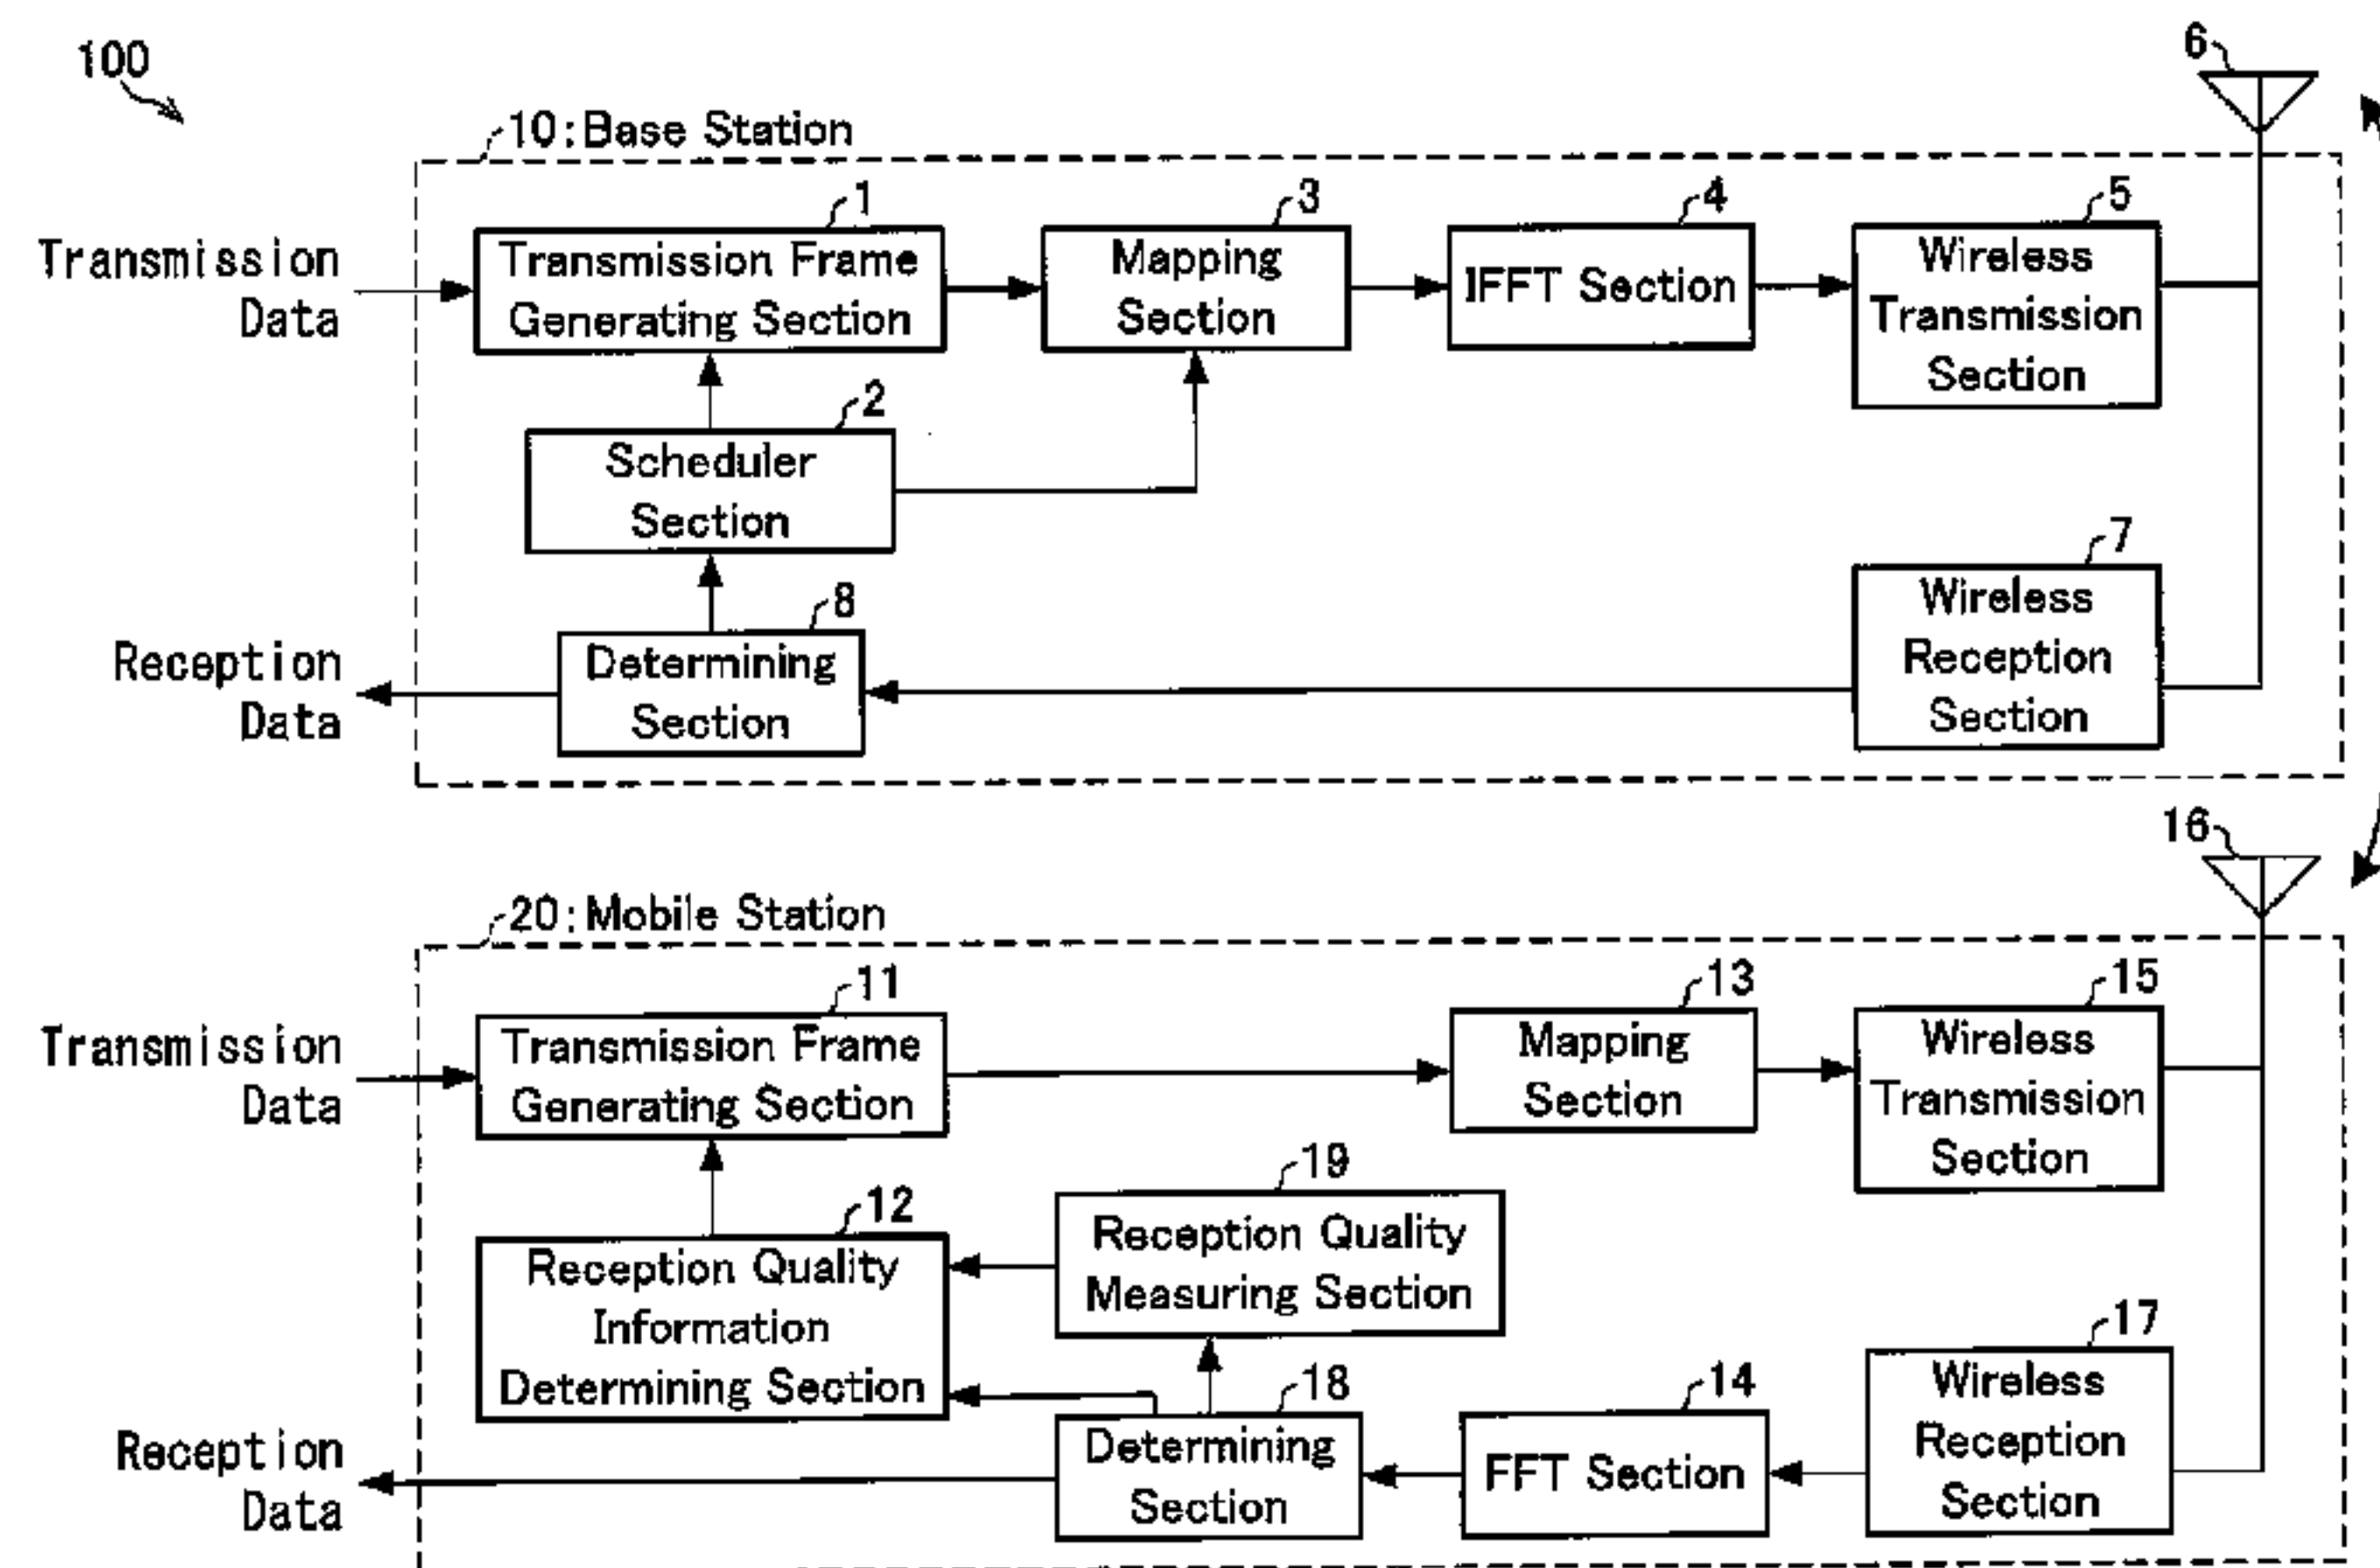 100
6
10:Base Station
1
3
4
5
Transmission
Data
Transmission Frame
Generating Section
Mapping
Section
IFFT Section
Wireless
Transmission
Section
2
Scheduler
Section
7
Wireless
Reception
Section
8
Determining
Section
Reception
Data
16
20:Mobile Station
11
13
15
Transmission
Data
Transmission Frame
Generating Section
Mapping
Section
Wireless
Transmission
Section
19
Reception Quality
Measuring Section
12
Reception Quality
Information
Determining Section
17
Wireless
Reception
Section
18
Determining
Section
14
FFT Section
Reception
Data